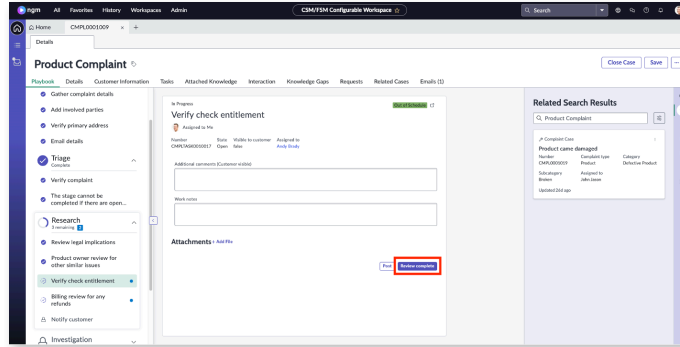 ngm All Favorites History Workspaces Admin
CSM/FSM Configurable Workspace
Search
Home CMPL0001009 × +
Details
Product Complaint
Close Case Save
Playbook Details Customer Information Tasks Attached Knowledge Interaction Knowledge Gaps Requests Related Cases Emails (1)
Gather complaint details
Add involved parties
Verify primary address
Email details
Triage
Complete
Verify complaint
The stage cannot be
completed if there are open...
Research
3 remaining 2
Review legal implications
Product owner review for
other similar issues
Verify check entitlement
Billing review for any
refunds
Notify customer
Investigation
In Progress
Out of Schedule
Verify check entitlement
Assigned to Me
Number State Visible to customer Assigned to
CMPLTASK0010017 Open false Andy Brady
Additional comments (Customer visible)
Work notes
Attachments + Add File
Post Review complete
Related Search Results
Product Complaint
Complaint Case
Product came damaged
Number Complaint type Category
CMPL0001019 Product Defective Product
Subcategory Assigned to
Broken John Jason
Updated 26d ago